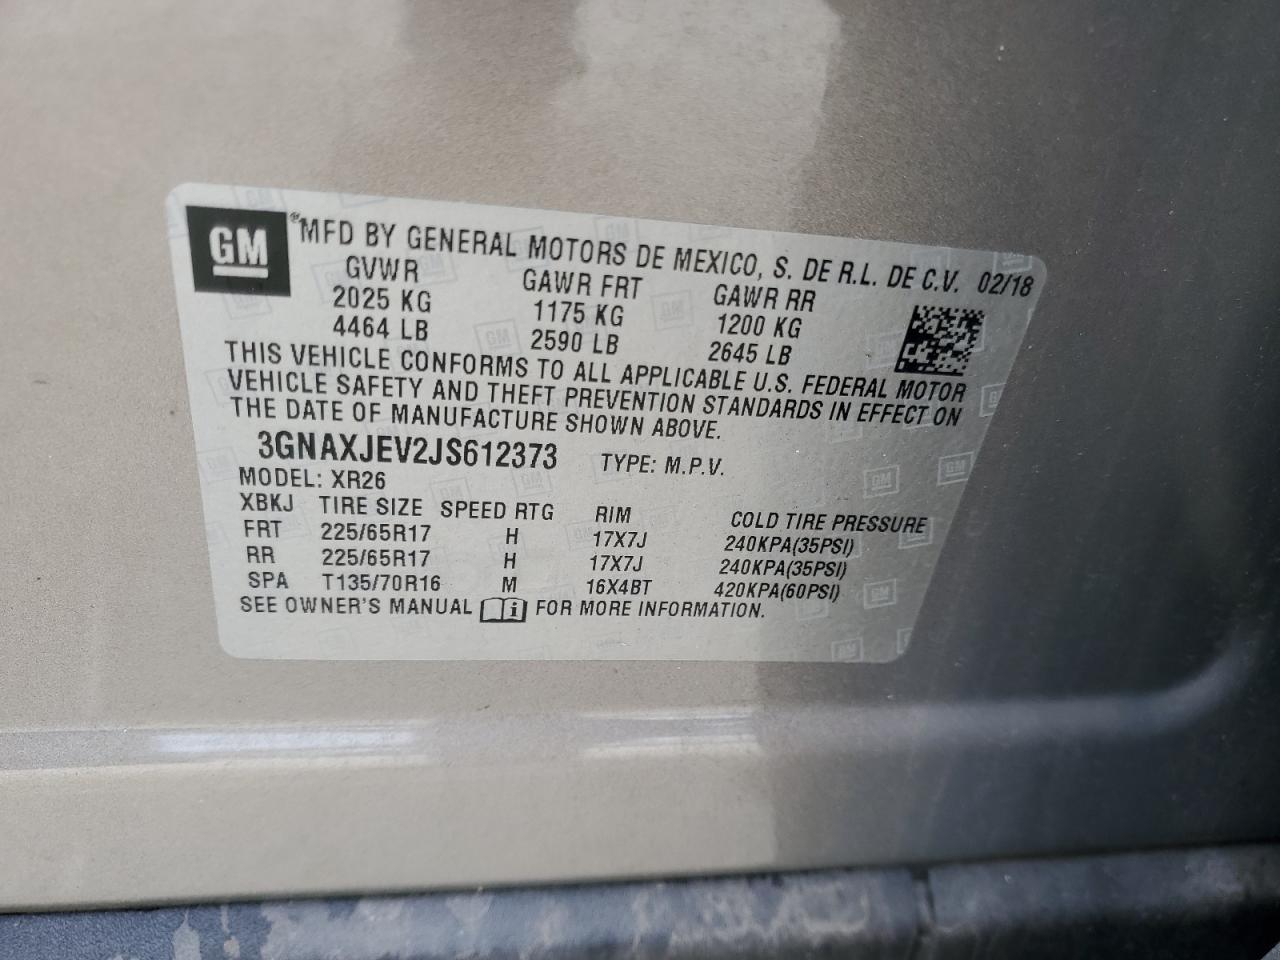 GM
®MFD BY GENERAL MOTORS DE MEXICO, S. DE R.L. DE C.V. 02/18
GVWR GAWR FRT GAWR RR
2025 KG 1175 KG 1200 KG
4464 LB 2590 LB 2645 LB
THIS VEHICLE CONFORMS TO ALL APPLICABLE U.S. FEDERAL MOTOR
VEHICLE SAFETY AND THEFT PREVENTION STANDARDS IN EFFECT ON
THE DATE OF MANUFACTURE SHOWN ABOVE.
3GNAXJEV2JS612373 TYPE: M.P.V.
MODEL: XR26
XBKJ TIRE SIZE SPEED RTG RIM COLD TIRE PRESSURE
FRT 225/65R17 H 17X7J 240KPA(35PSI)
RR 225/65R17 H 17X7J 240KPA(35PSI)
SPA T135/70R16 M 16X4BT 420KPA(60PSI)
SEE OWNER'S MANUAL FOR MORE INFORMATION.